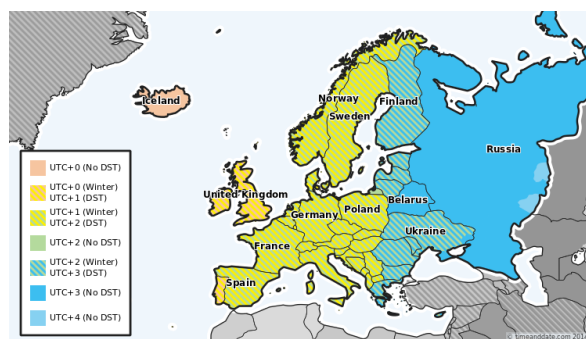 Iceland
Norway
Finland
Sweden
Russia
United Kingdom
Belarus
Germany
Poland
Ukraine
France
Spain
UTC+0 (No DST)
UTC+0 (Winter)
UTC+1 (DST)
UTC+1 (Winter)
UTC+2 (DST)
UTC+2 (No DST)
UTC+2 (Winter)
UTC+3 (DST)
UTC+3 (No DST)
UTC+4 (No DST)
© timeanddate.com